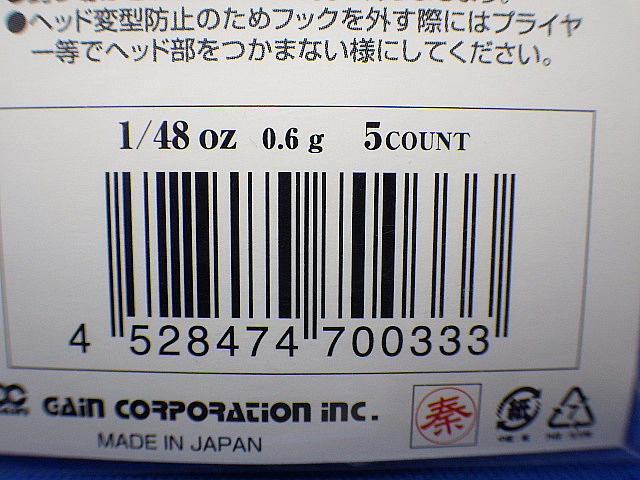 ●ヘッド変型防止のためフックを外す際にはプライヤ
ー等でヘッド部をつかまない様にしてください。
1/48 oz 0.6 g 5COUNT
4 528474 700333
GAIN CORPORATION INC.
MADE IN JAPAN
秦
紙
7